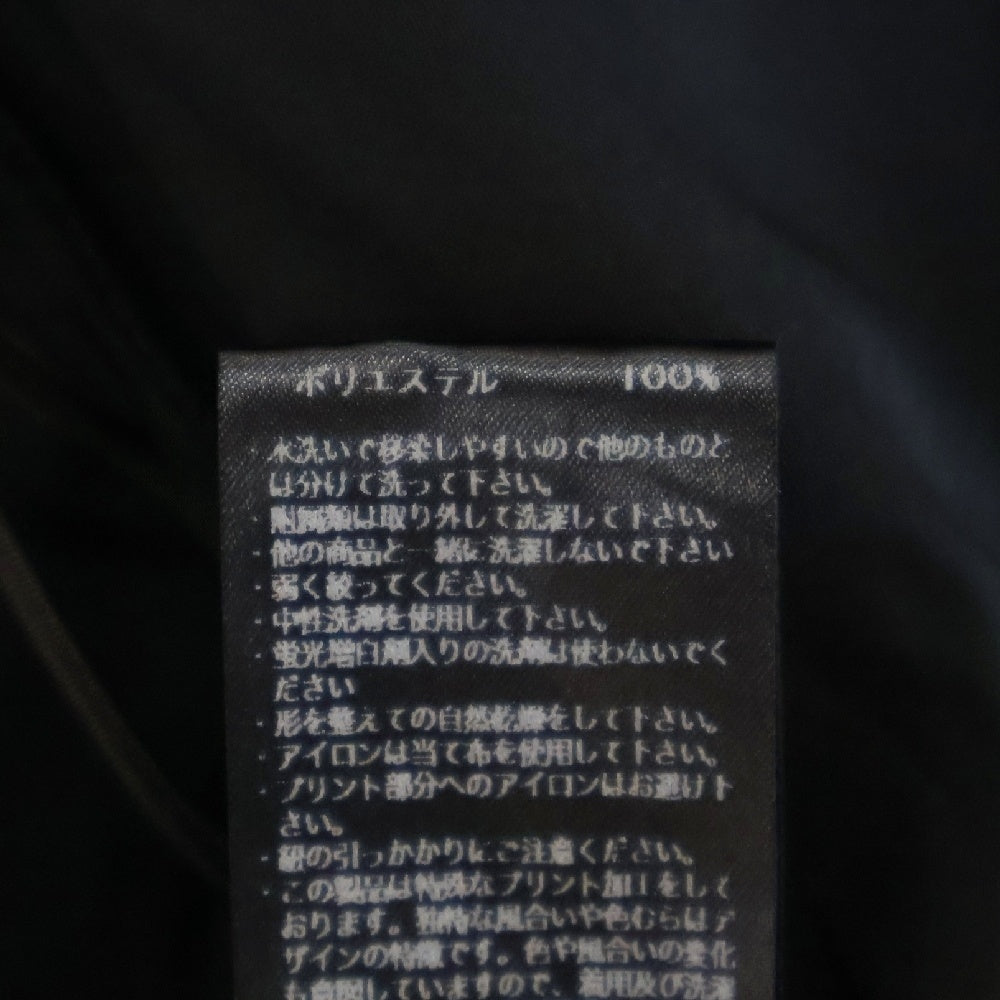 ポリエステル 100%
水洗いで移染しやすいので他のものと
は分けて洗って下さい。
・附属類は取り外して洗濯して下さい。
・他の商品と一緒に洗濯しないで下さい
・弱く絞ってください。
・中性洗剤を使用して下さい。
・蛍光増白剤入りの洗剤は使わないでく
ださい
・形を整えての自然乾燥をして下さい。
・アイロンは当て布を使用して下さい。
・プリント部分へのアイロンはお避け下
さい。
・紐の引っかかりにご注意ください。
・この製品は特殊なプリント加工をして
おります。独特な風合いや色むらはデ
ザインの特徴です。色や風合いの変化
していますので、着用及び洗濯